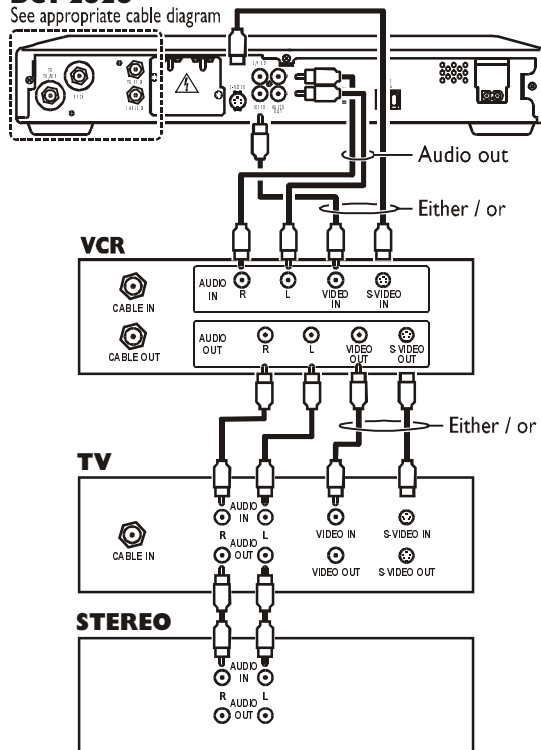 See appropriate cable diagram
Audio out
Either / or
VCR
CABLE IN
AUDIO IN
R
L
VIDEO IN
S-VIDEO IN
CABLE OUT
AUDIO OUT
R
L
VIDEO OUT
S-VIDEO OUT
Either / or
TV
CABLE IN
AUDIO IN
R
L
VIDEO IN
S-VIDEO IN
AUDIO OUT
VIDEO OUT
S-VIDEO OUT
STEREO
AUDIO IN
R
L
AUDIO OUT